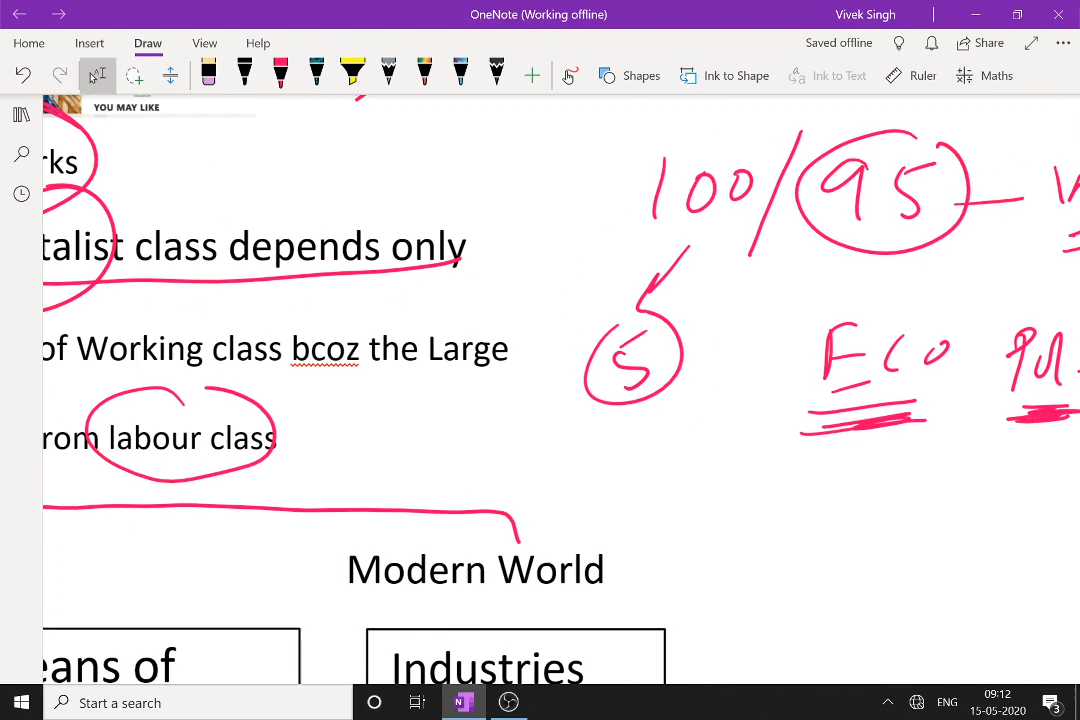 OneNote (Working offline)
Vivek Singh
Home Insert Draw View Help
Saved offline
Share
Shapes
Ink to Shape
Ink to Text
Ruler
Maths
YOU MAY LIKE
rks
100/95
talist class depends only
5
of Working class bcoz the Large
Eco
rom labour class
Modern World
eans of
Industries
Start a search
ENG
09:12
15-05-2020
3